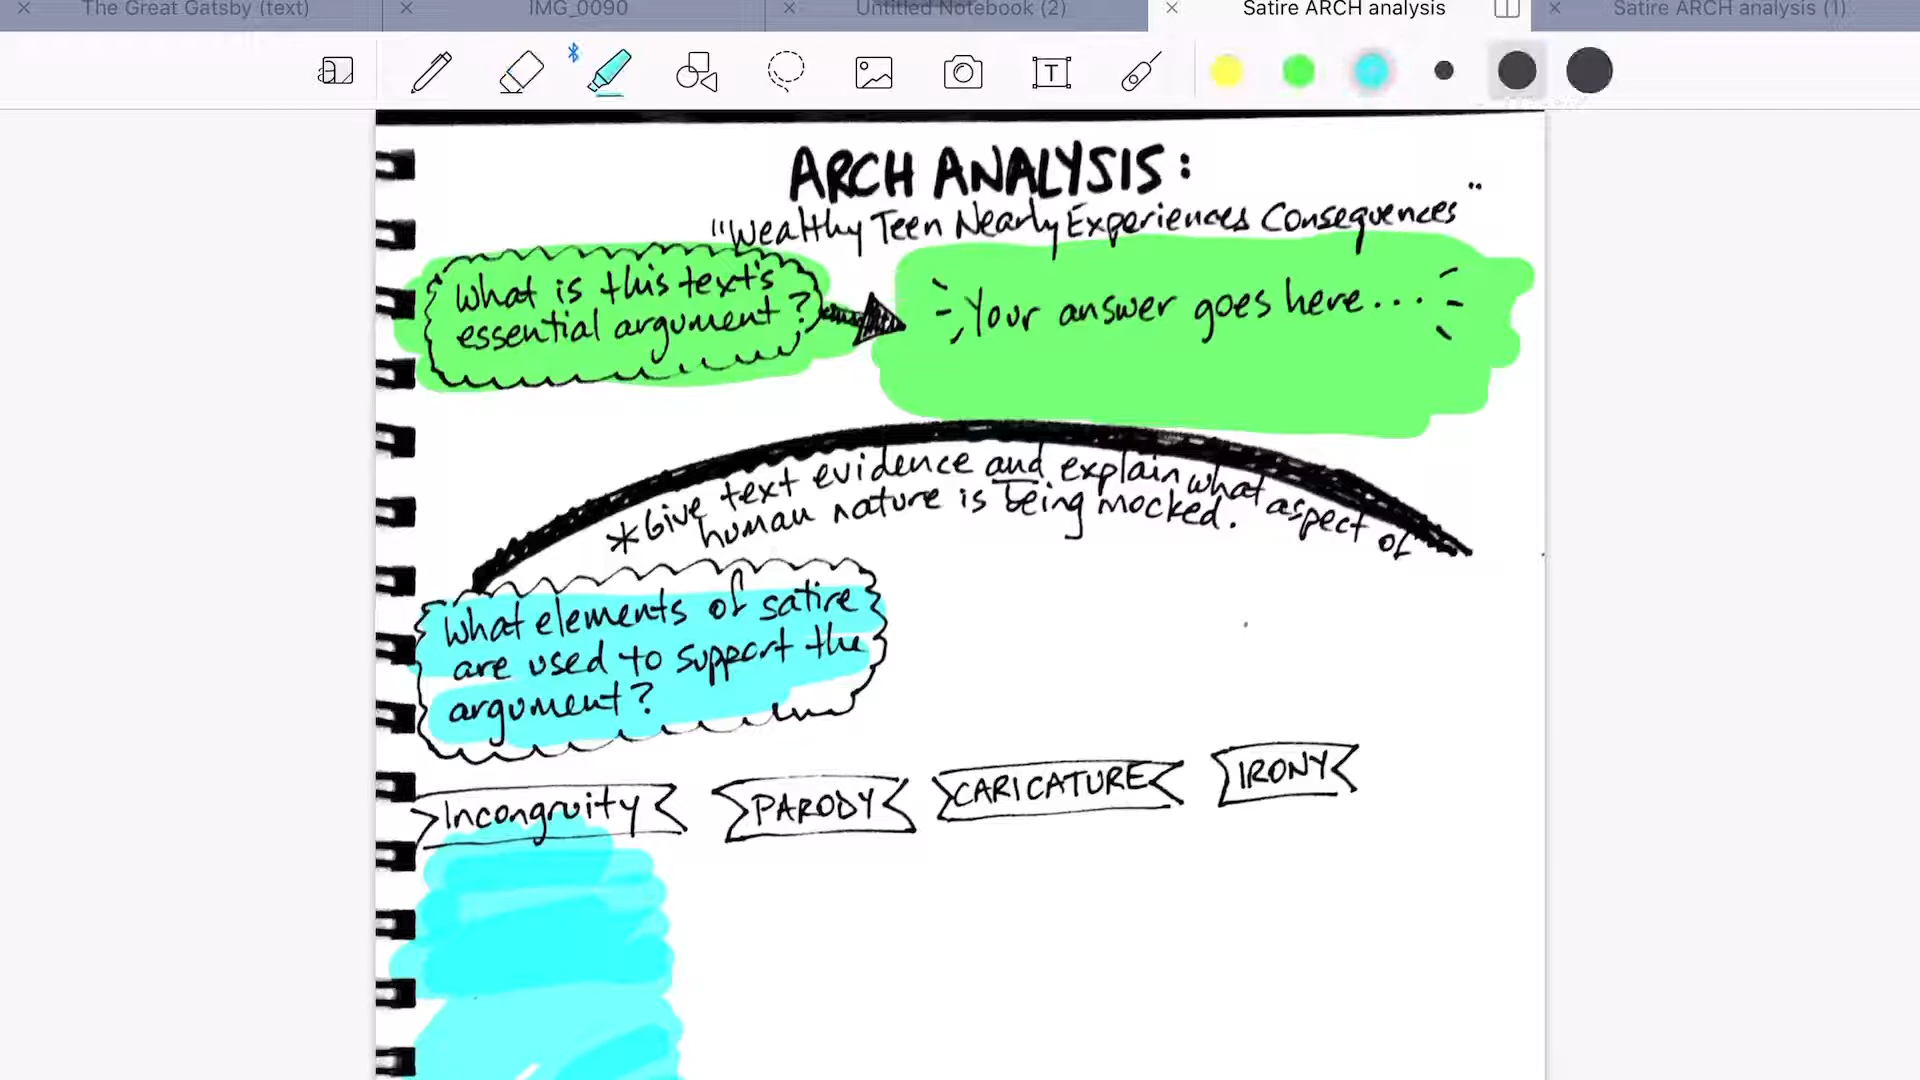 The Great Gatsby (text)
IMG_0090
Untitled Notebook (2)
Satire ARCH analysis
Satire ARCH analysis (1)
a
T
ARCH ANALYSIS:
"Wealthy Teen Nearly Experiences Consequences"
What is this text's
essential argument?
Your answer goes here...
*Give text evidence and explain what aspect of
human nature is being mocked.
What elements of satire
are used to support the
argument?
Incongruity
PARODY
CARICATURE
IRONY